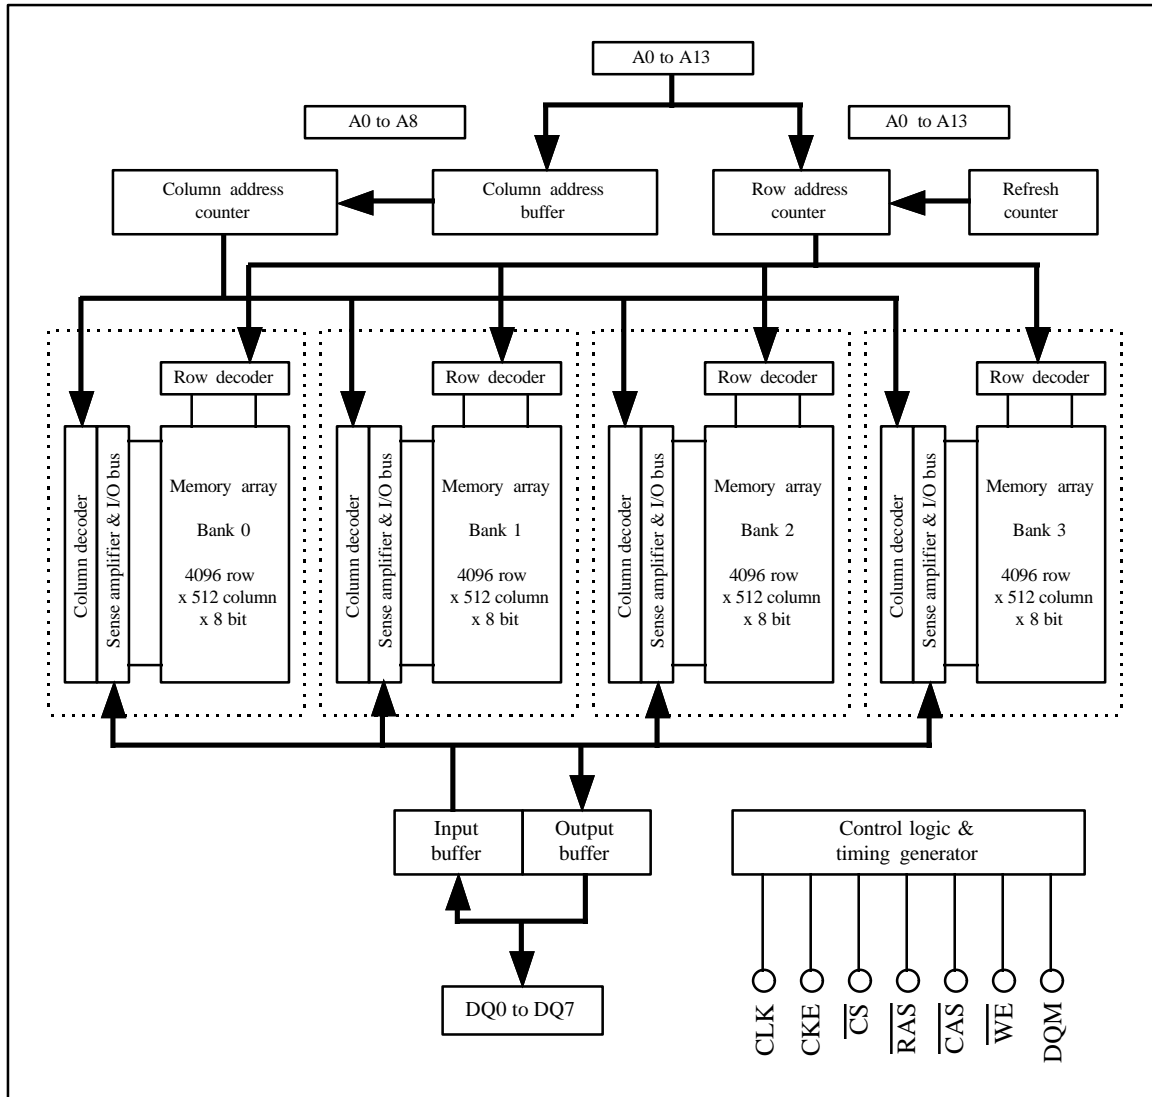 A0 to A13
A0 to A8
A0 to A13
Column address
counter
Column address
buffer
Row address
counter
Refresh
counter
Row decoder
Row decoder
Row decoder
Row decoder
Column decoder
Sense amplifier & I/O bus
Memory array
Bank 0
4096 row
x 512 column
x 8 bit
Column decoder
Sense amplifier & I/O bus
Memory array
Bank 1
4096 row
x 512 column
x 8 bit
Column decoder
Sense amplifier & I/O bus
Memory array
Bank 2
4096 row
x 512 column
x 8 bit
Column decoder
Sense amplifier & I/O bus
Memory array
Bank 3
4096 row
x 512 column
x 8 bit
Input
buffer
Output
buffer
Control logic &
timing generator
DQ0 to DQ7
CLK
CKE
C̅S̅
R̅A̅S̅
C̅A̅S̅
W̅E̅
DQM